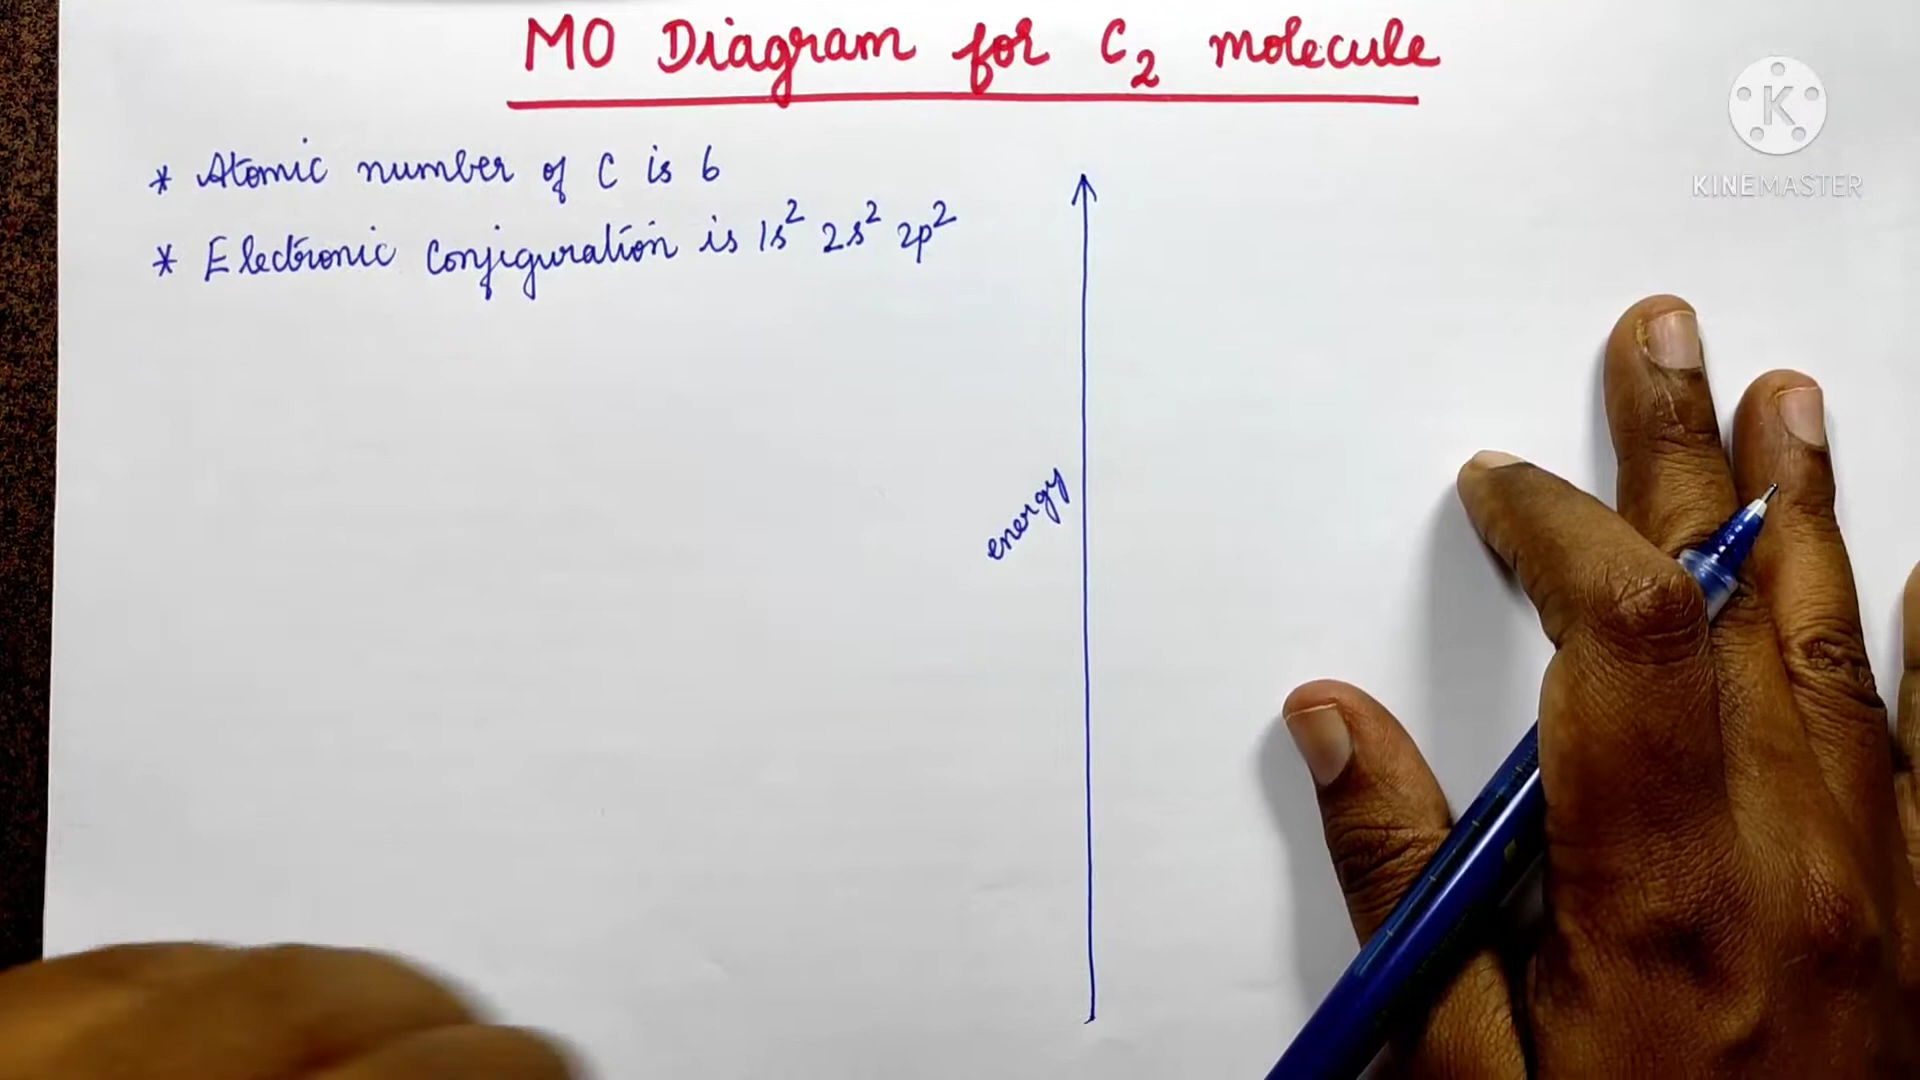 MO Diagram for C₂ molecule
* Atomic number of C is 6
* Electronic Configuration is 1s² 2s² 2p²
energy
K
KINEMASTER